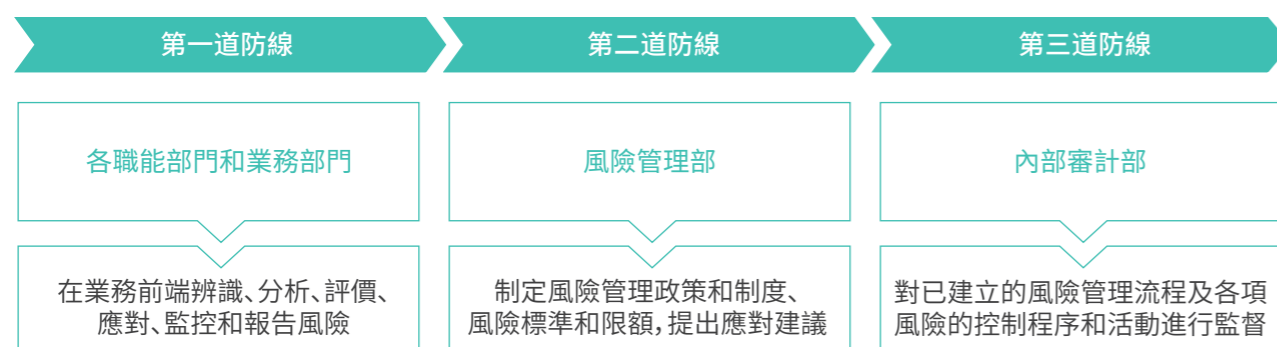 第一道防線
第二道防線
第三道防線
各職能部門和業務部門
風險管理部
內部審計部
在業務前端辨識、分析、評價、
應對、監控和報告風險
制定風險管理政策和制度、
風險標準和限額,提出應對建議
對已建立的風險管理流程及各項
風險的控制程序和活動進行監督